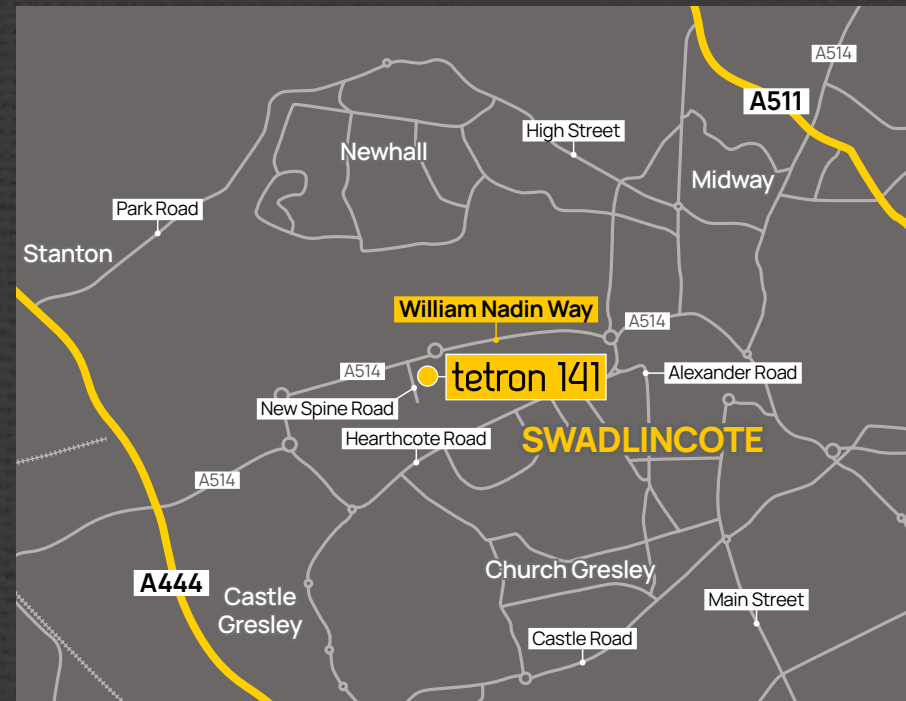 A514
A511
High Street
Newhall
Midway
Park Road
Stanton
William Nadin Way
A514
A514
tetron 141
Alexander Road
New Spine Road
Hearthcote Road
SWADLINCOTE
A514
Church Gresley
A444
Castle
Gresley
Main Street
Castle Road